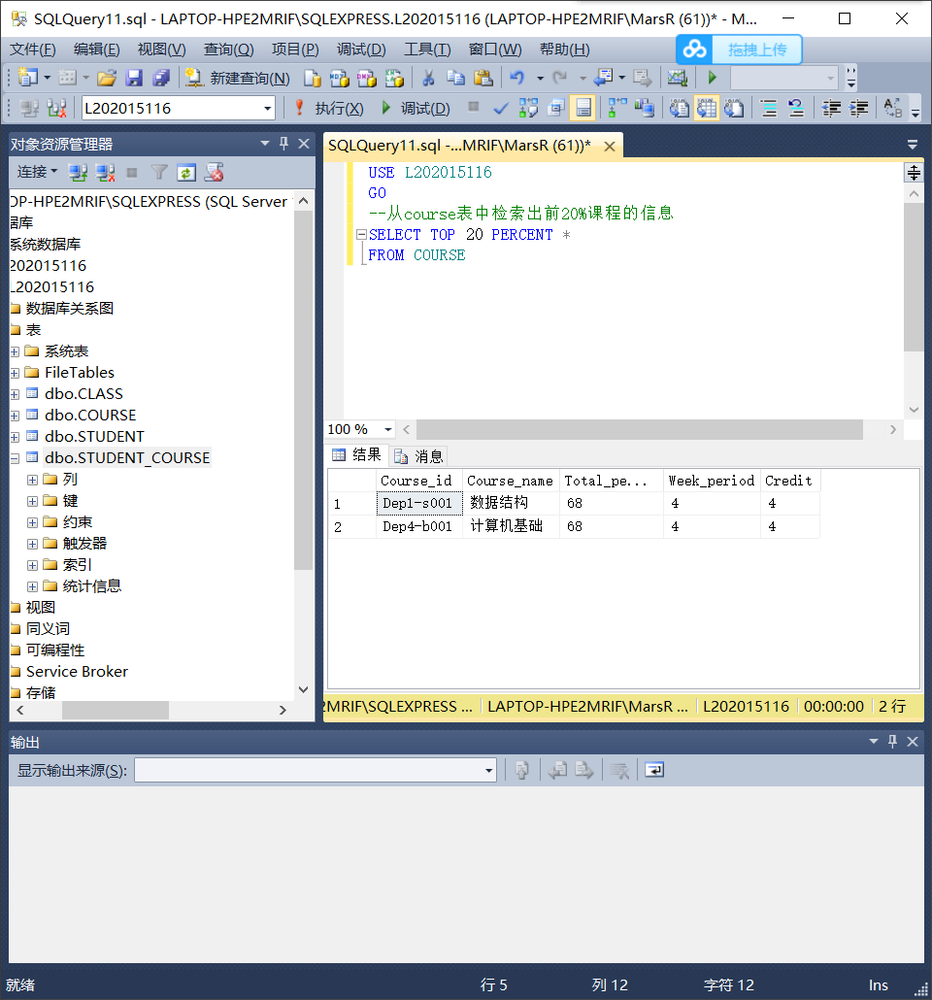 SQLQuery11.sql - LAPTOP-HPE2MRIF\SQLEXPRESS.L202015116 (LAPTOP-HPE2MRIF\MarsR (61))* - M...
文件(F) 编辑(E) 视图(V) 查询(Q) 项目(P) 调试(D) 工具(T) 窗口(W) 帮助(H)
拖拽上传
新建查询(N)
L202015116 执行(X) 调试(D)
对象资源管理器
连接
OP-HPE2MRIF\SQLEXPRESS (SQL Server
据库
系统数据库
202015116
L202015116
数据库关系图
表
系统表
FileTables
dbo.CLASS
dbo.COURSE
dbo.STUDENT
dbo.STUDENT_COURSE
列
键
约束
触发器
索引
统计信息
视图
同义词
可编程性
Service Broker
存储
SQLQuery11.sql -...MRIF\MarsR (61))*
USE L202015116
GO
--从course表中检索出前20%课程的信息
SELECT TOP 20 PERCENT *
FROM COURSE
100 %
结果 消息
Course_id Course_name Total_pe... Week_period Credit
1 Dep1-s001 数据结构 68 4 4
2 Dep4-b001 计算机基础 68 4 4
2MRIF\SQLEXPRESS ... LAPTOP-HPE2MRIF\MarsR ... L202015116 00:00:00 2 行
输出
显示输出来源(S):
就绪 行 5 列 12 字符 12 Ins